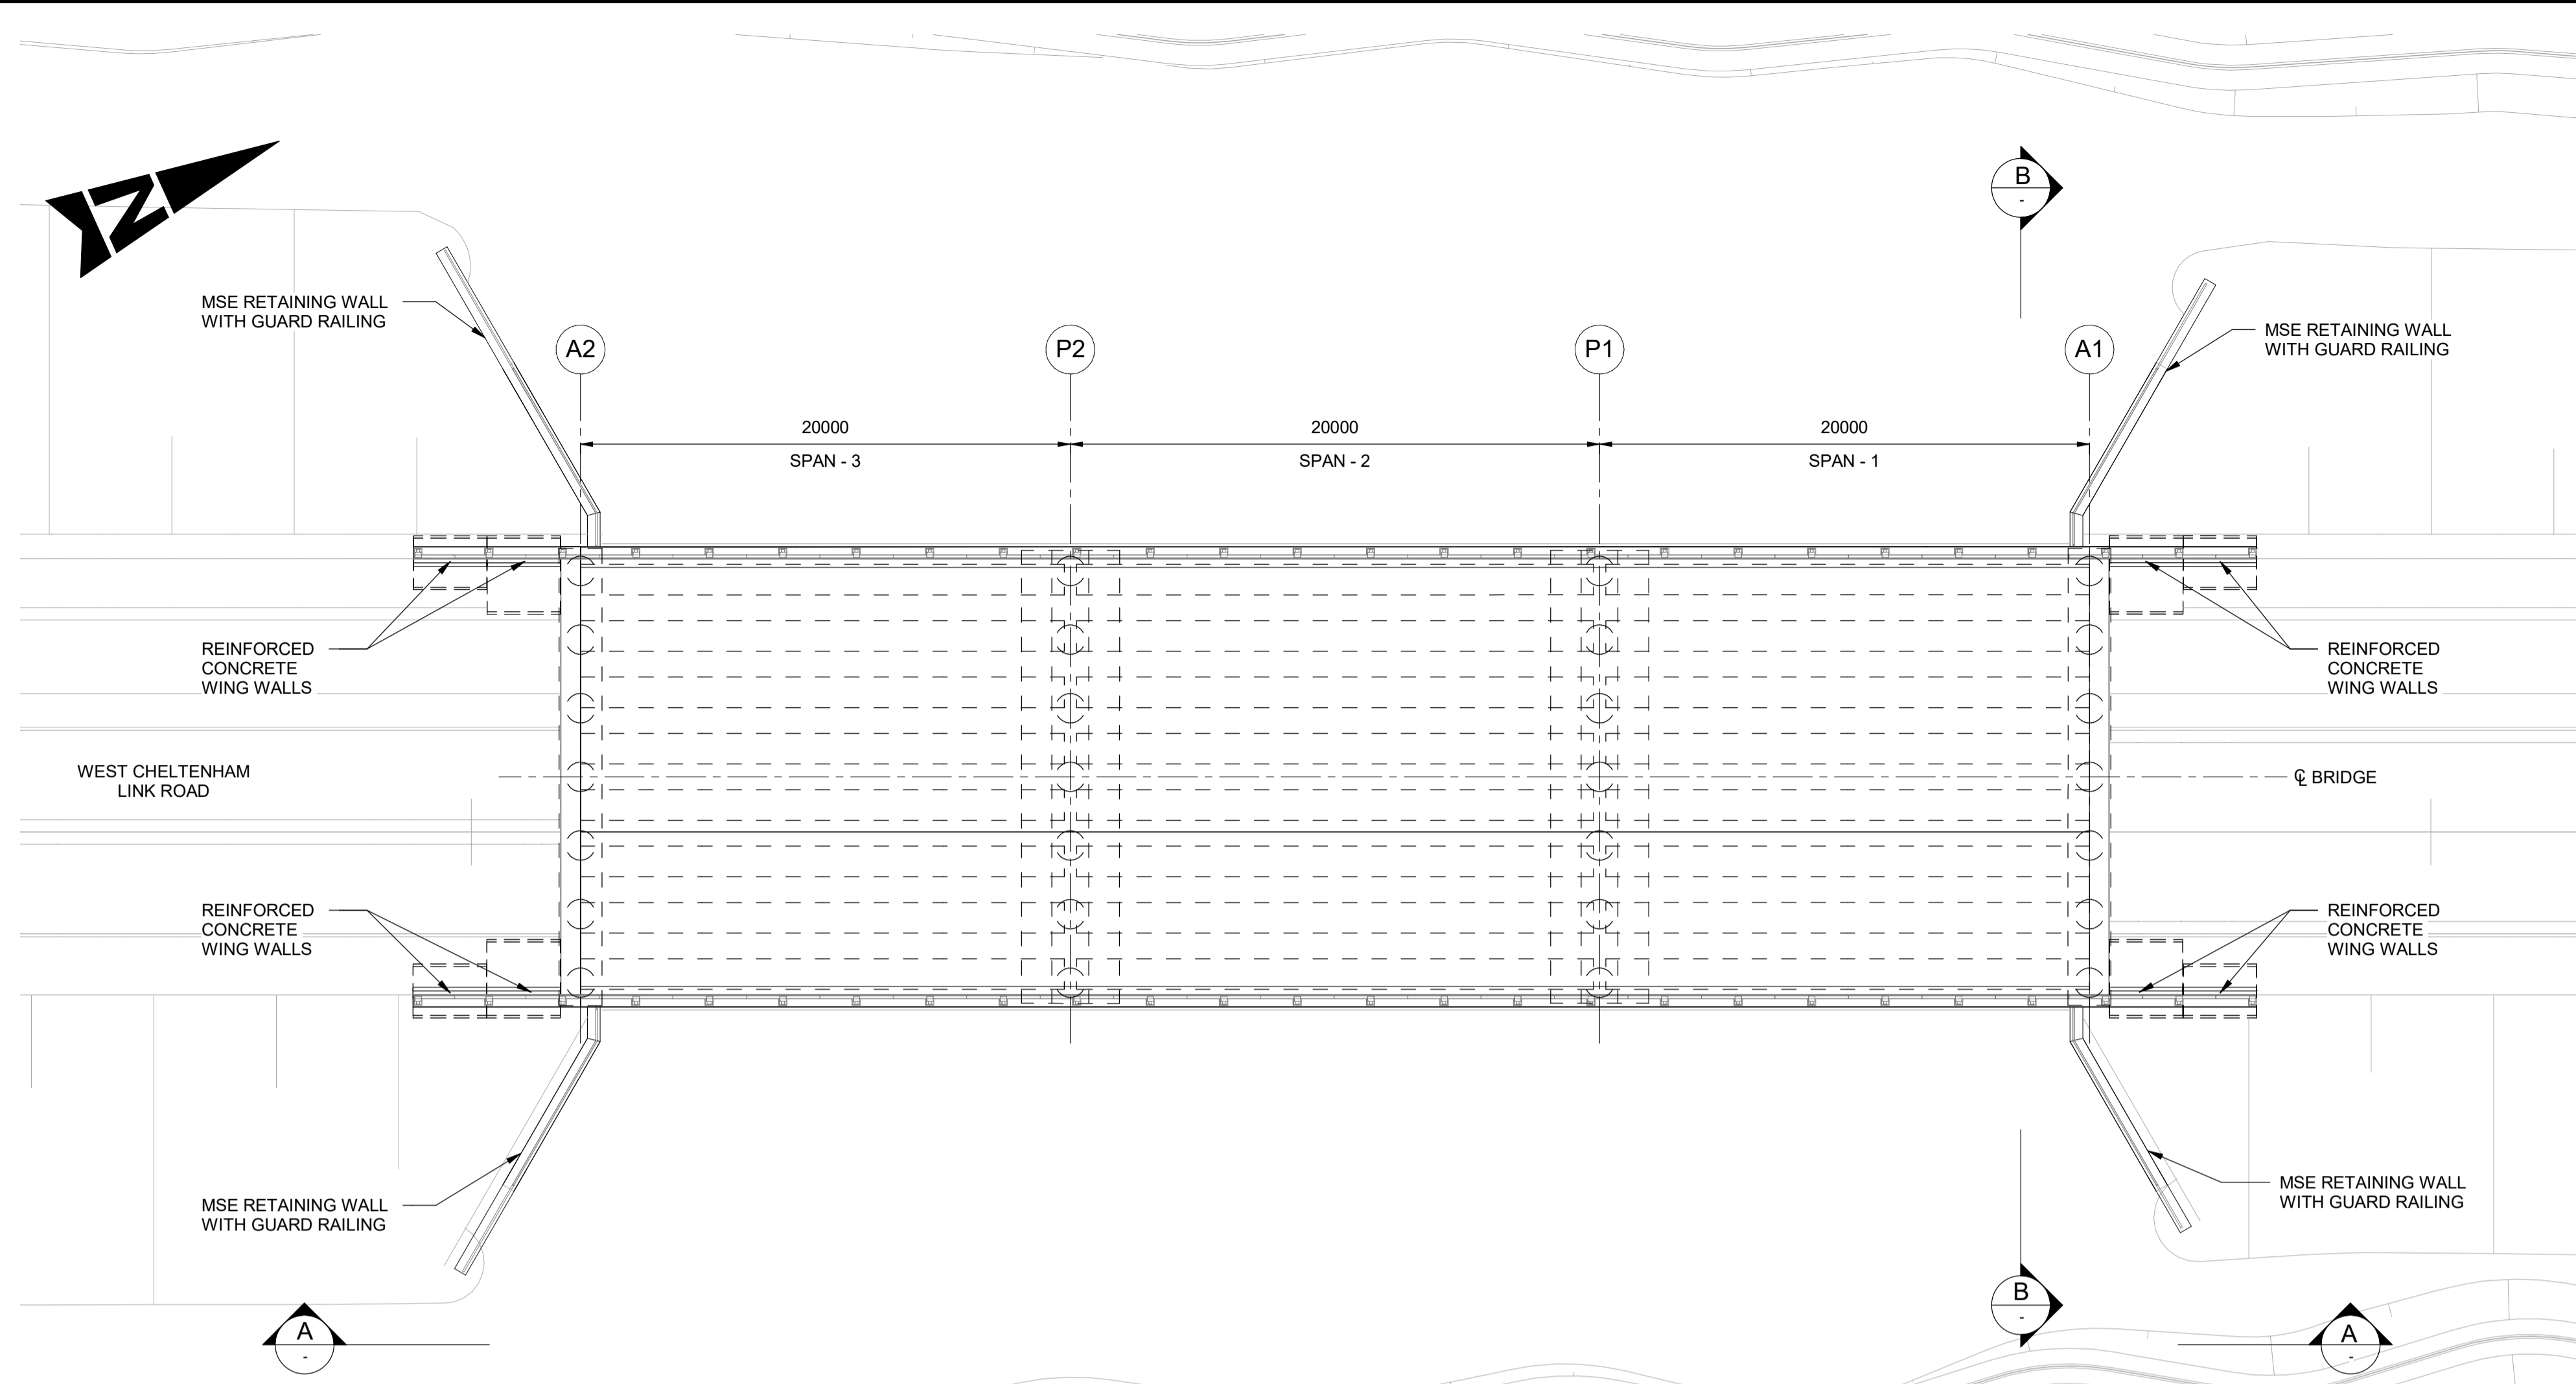 N
B
-
MSE RETAINING WALL
WITH GUARD RAILING
A2
P2
P1
A1
MSE RETAINING WALL
WITH GUARD RAILING
20000
20000
20000
SPAN - 3
SPAN - 2
SPAN - 1
REINFORCED
CONCRETE
WING WALLS
REINFORCED
CONCRETE
WING WALLS
WEST CHELTENHAM
LINK ROAD
℄ BRIDGE
REINFORCED
CONCRETE
WING WALLS
REINFORCED
CONCRETE
WING WALLS
MSE RETAINING WALL
WITH GUARD RAILING
MSE RETAINING WALL
WITH GUARD RAILING
A
-
B
-
A
-